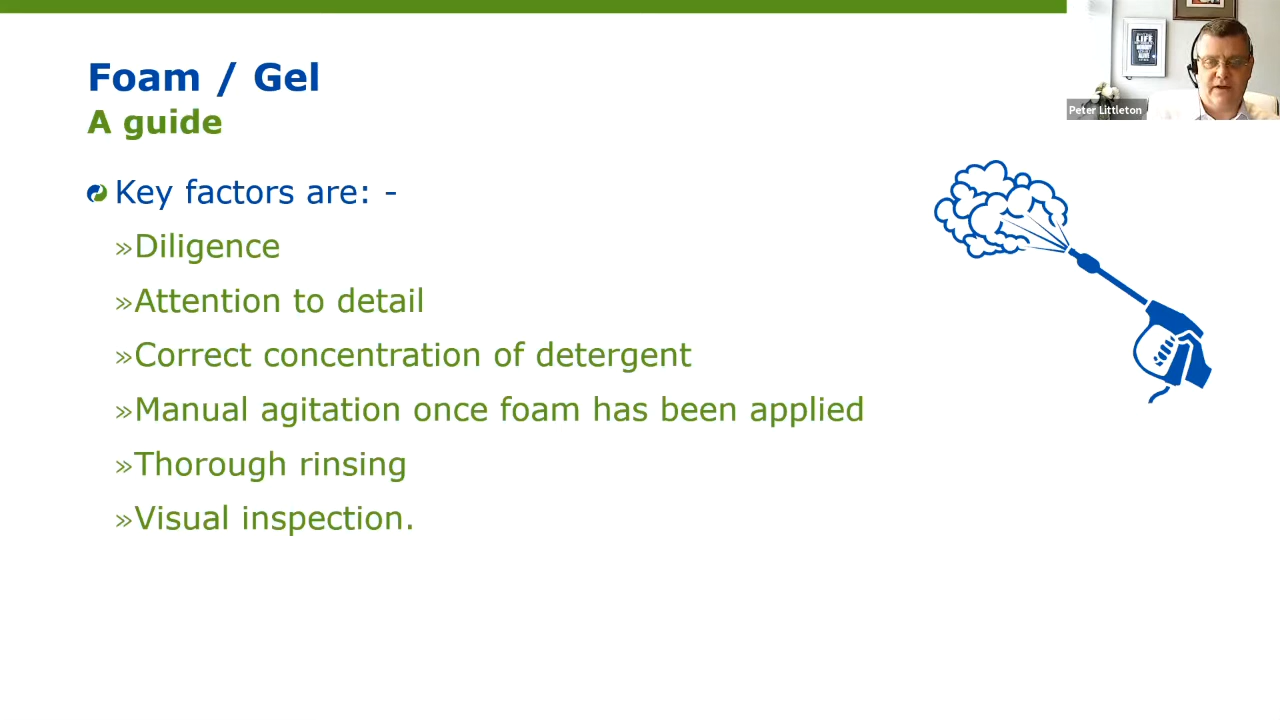 Foam / Gel
A guide
Key factors are: -
»Diligence
»Attention to detail
»Correct concentration of detergent
»Manual agitation once foam has been applied
»Thorough rinsing
»Visual inspection.
Peter Littleton
LIFE